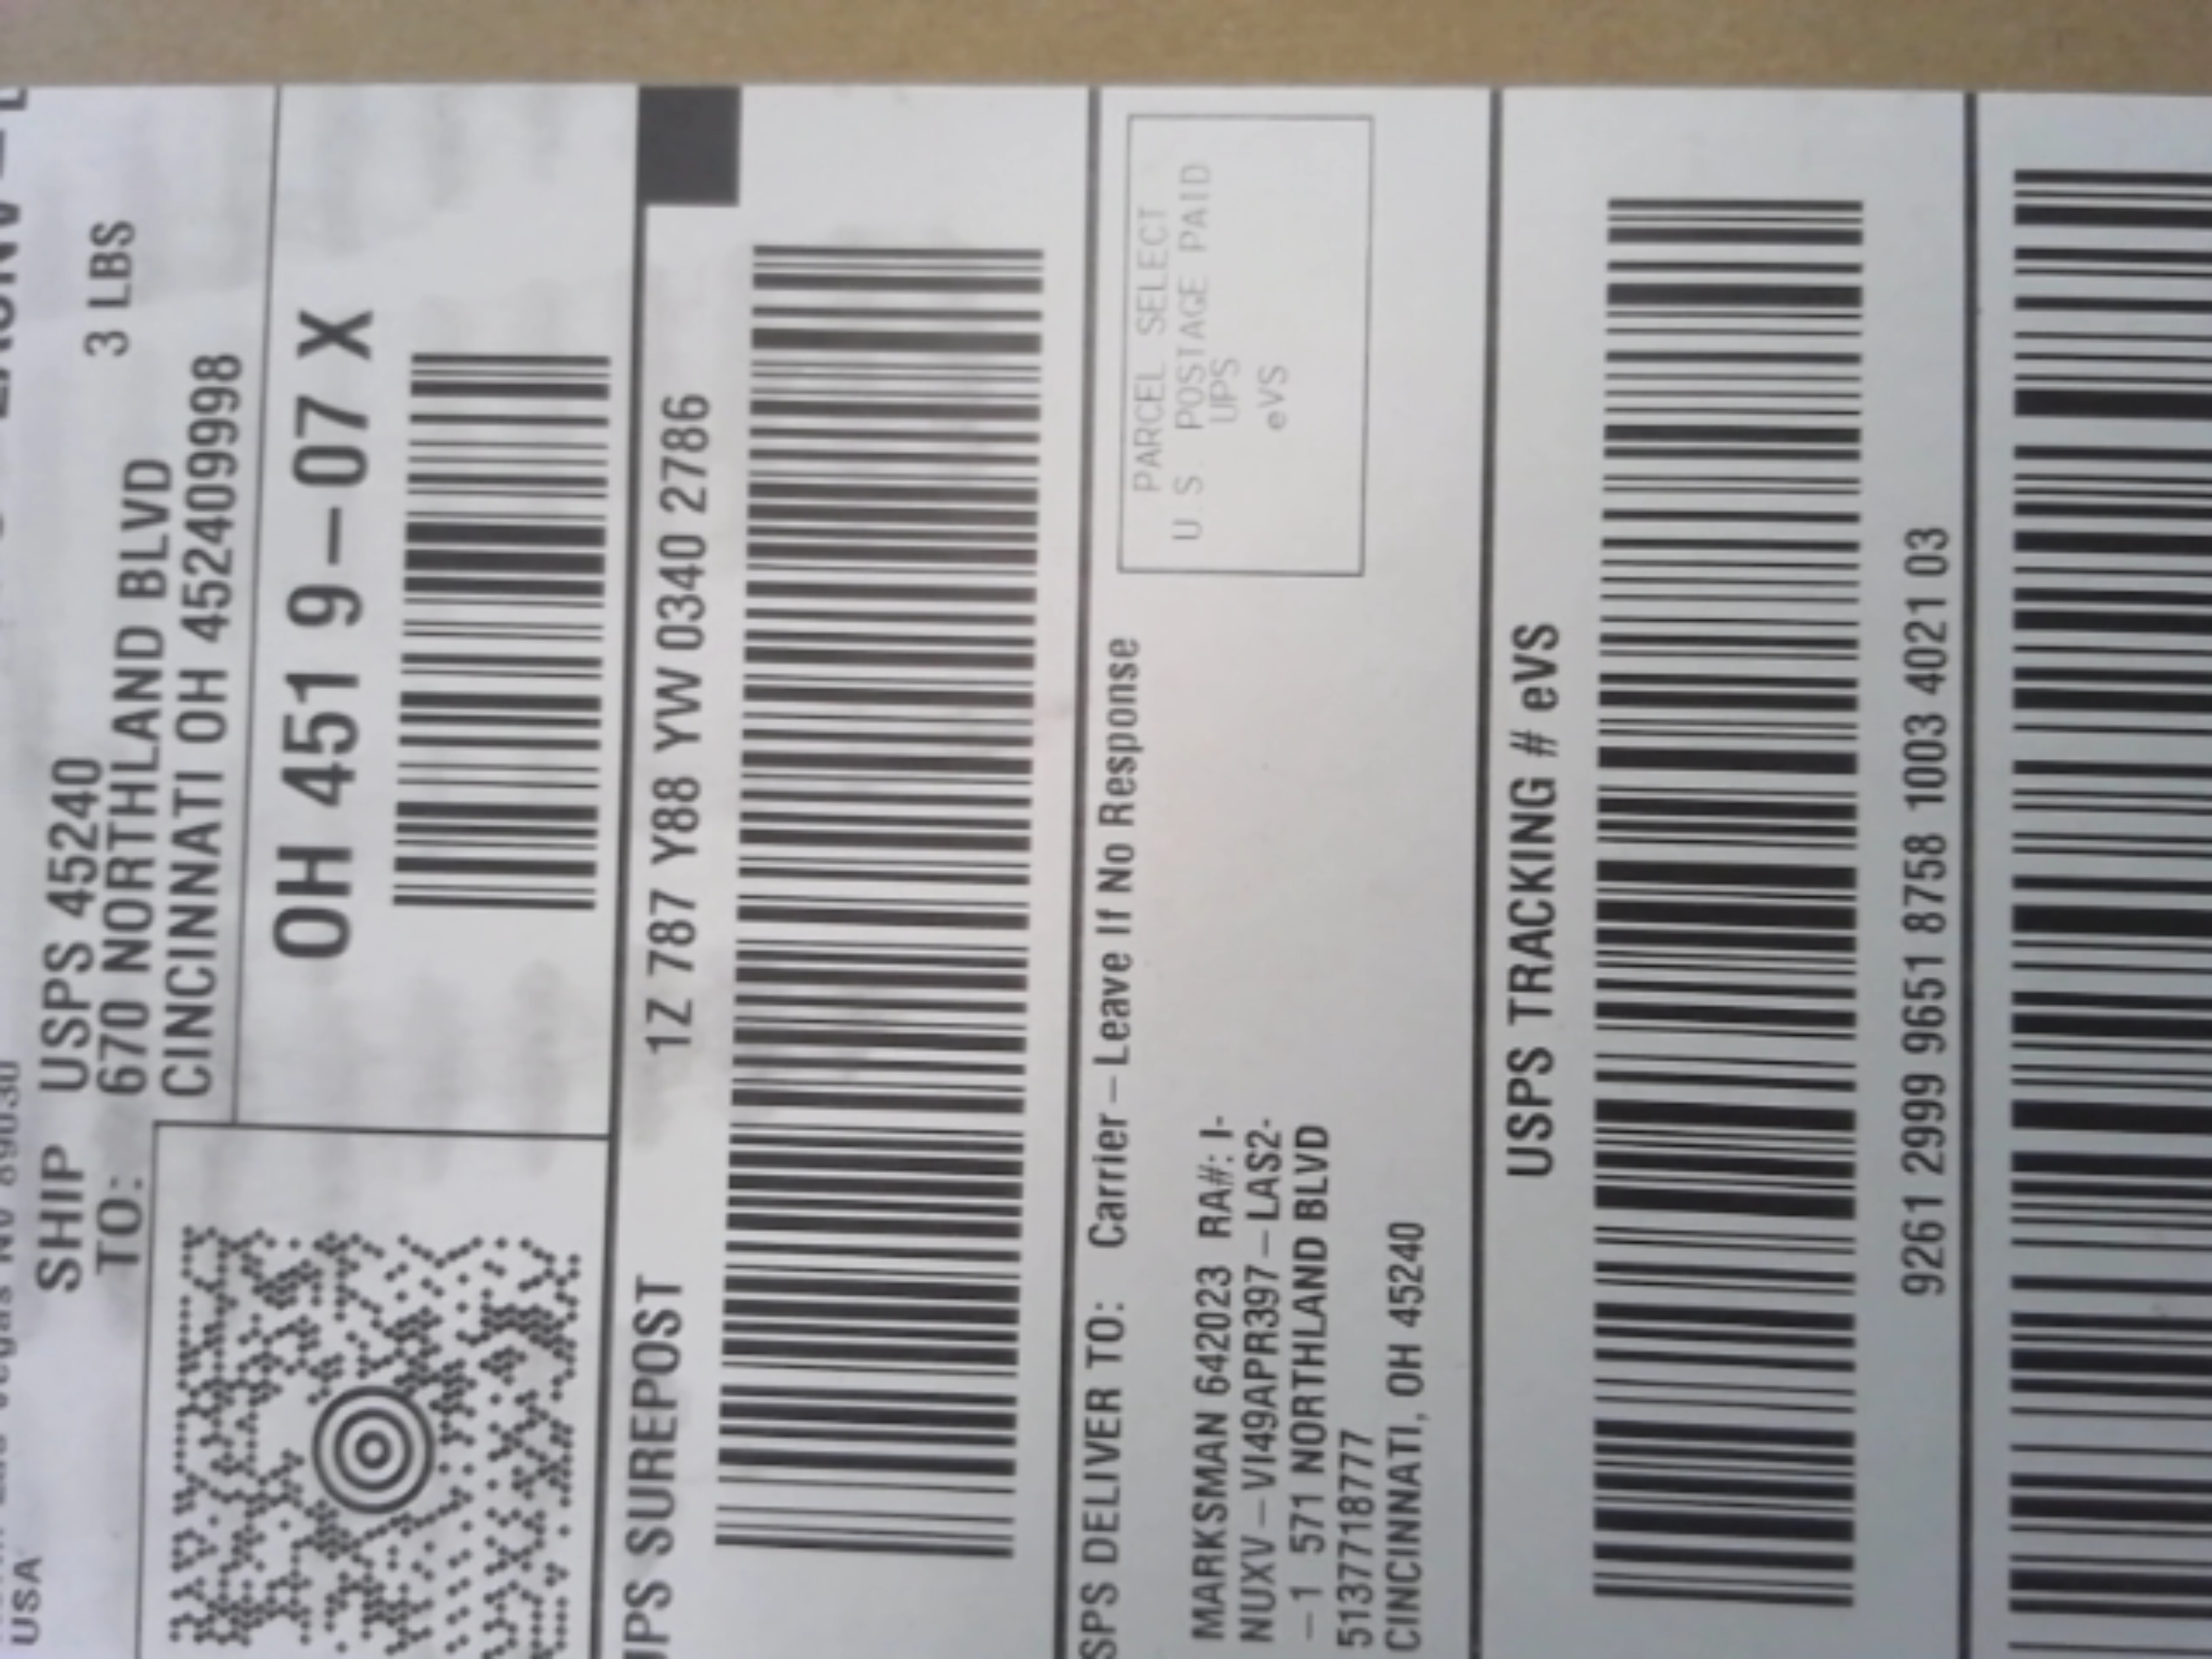 USA
SHIP
TO:
USPS 45240
3 LBS
670 NORTHLAND BLVD
CINCINNATI OH 452409998
OH 451 9-07 X
UPS SUREPOST
1Z 787 Y88 YW 0340 2786
DELIVER TO: Carrier-Leave If No Response
PARCEL SELECT
U.S POSTAGE PAID
UPS
eVS
MARKSMAN 642023 RA#: I-
NUXV-VI49APR397-LAS2-
-1 571 NORTHLAND BLVD
5137718777
CINCINNATI, OH 45240
USPS TRACKING # eVS
9261 2999 9651 8758 1003 4021 03